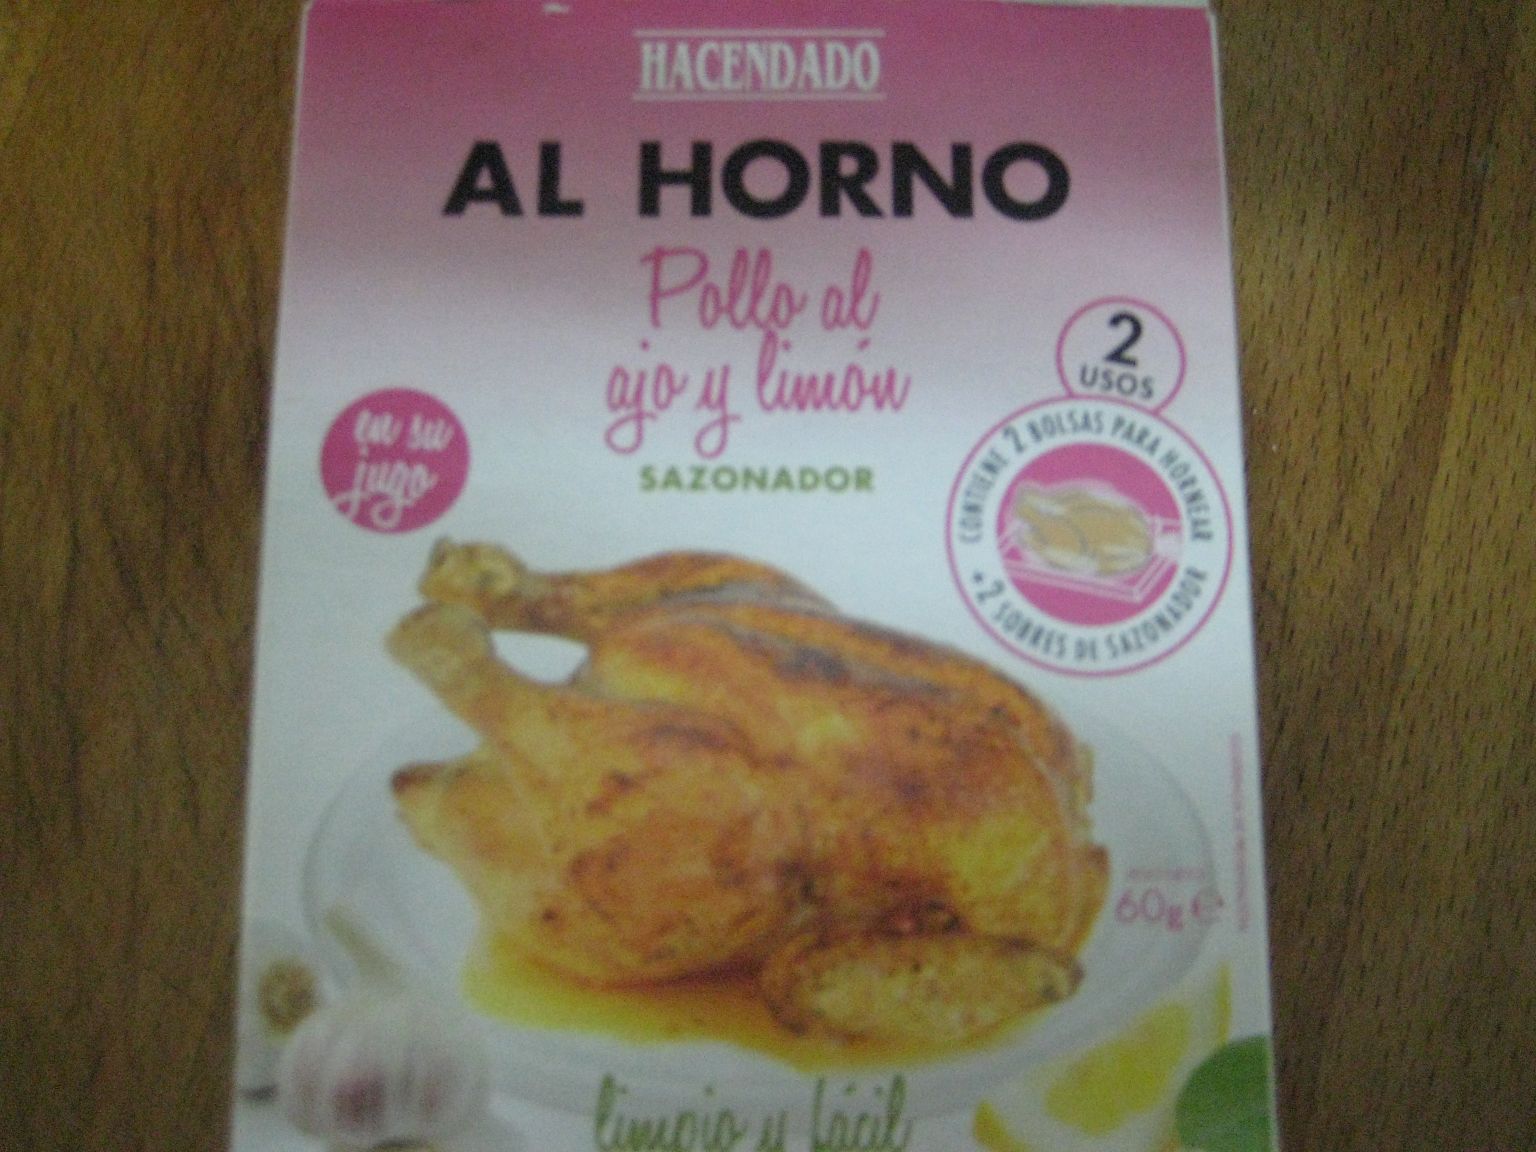 HACENDADO
AL HORNO
Pollo al
ajo y limón
SAZONADOR
en su
jugo
2
USOS
CONTIENE 2 BOLSAS PARA HORNEAR
+ 2 SOBRES DE SAZONADOR
60g e
limpio y fácil